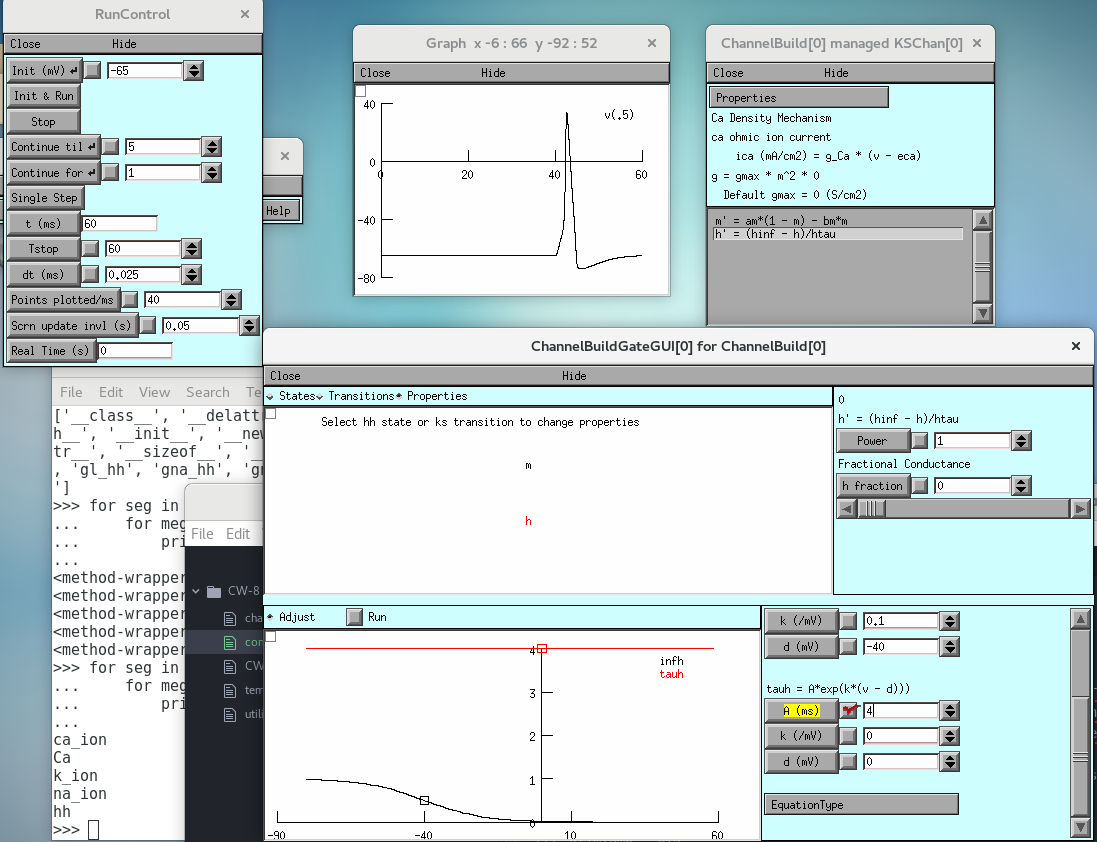 RunControl
Close Hide
Init (mV) -65
Init & Run
Stop
Continue til 5
Continue for 1
Single Step
t (ms) 60
Tstop 60
dt (ms) 0.025
Points plotted/ms 40
Scrn update invl (s) 0.05
Real Time (s) 0
Help
Graph x -6 : 66 y -92 : 52
Close Hide
v(.5)
40
0
0 20 40 60
-40
-80
ChannelBuild[0] managed KSChan[0]
Close Hide
Properties
Ca Density Mechanism
ca ohmic ion current
ica (mA/cm2) = g_Ca * (v - eca)
g = gmax * m^2 * 0
Default gmax = 0 (S/cm2)
m' = am*(1 - m) - bm*m
h' = (hinf - h)/htau
ChannelBuildGateGUI[0] for ChannelBuild[0]
Close Hide
States Transitions Properties
Select hh state or ks transition to change properties
m
h
0
h' = (hinf - h)/htau
Power 1
Fractional Conductance
h fraction 0
Adjust Run
infh
tauh
4
3
2
1
0
-90 -40 10 60
k (/mV) 0.1
d (mV) -40
tauh = A*exp(k*(v - d)))
A (ms) 4
k (/mV) 0
d (mV) 0
EquationType
File Edit View Search Te
['__class__', '__delatt
h__', '__init__', '__new
tr__', '__sizeof__', '_
, 'gl_hh', 'gna_hh', 'gn
']
>>> for seg in
... for meg
... pri
...
<method-wrapper
<method-wrapper
<method-wrapper
<method-wrapper
<method-wrapper
>>> for seg in
... for meg
... pri
...
ca_ion
Ca
k_ion
na_ion
hh
>>>
File Edit
CW-8
cha
con
CW
tem
utili